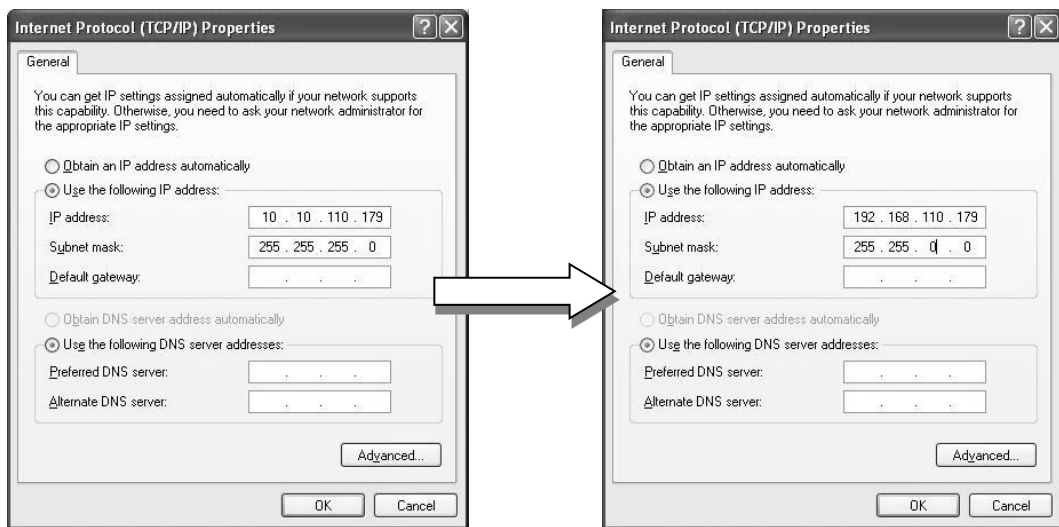 Internet Protocol (TCP/IP) Properties
General
You can get IP settings assigned automatically if your network supports
this capability. Otherwise, you need to ask your network administrator for
the appropriate IP settings.
Obtain an IP address automatically
Use the following IP address:
IP address: 10 . 10 . 110 . 179
Subnet mask: 255 . 255 . 255 . 0
Default gateway: . . .
Obtain DNS server address automatically
Use the following DNS server addresses:
Preferred DNS server: . . .
Alternate DNS server: . . .
Advanced...
OK Cancel
Internet Protocol (TCP/IP) Properties
General
You can get IP settings assigned automatically if your network supports
this capability. Otherwise, you need to ask your network administrator for
the appropriate IP settings.
Obtain an IP address automatically
Use the following IP address:
IP address: 192 . 168 . 110 . 179
Subnet mask: 255 . 255 . 0 . 0
Default gateway: . . .
Obtain DNS server address automatically
Use the following DNS server addresses:
Preferred DNS server: . . .
Alternate DNS server: . . .
Advanced...
OK Cancel